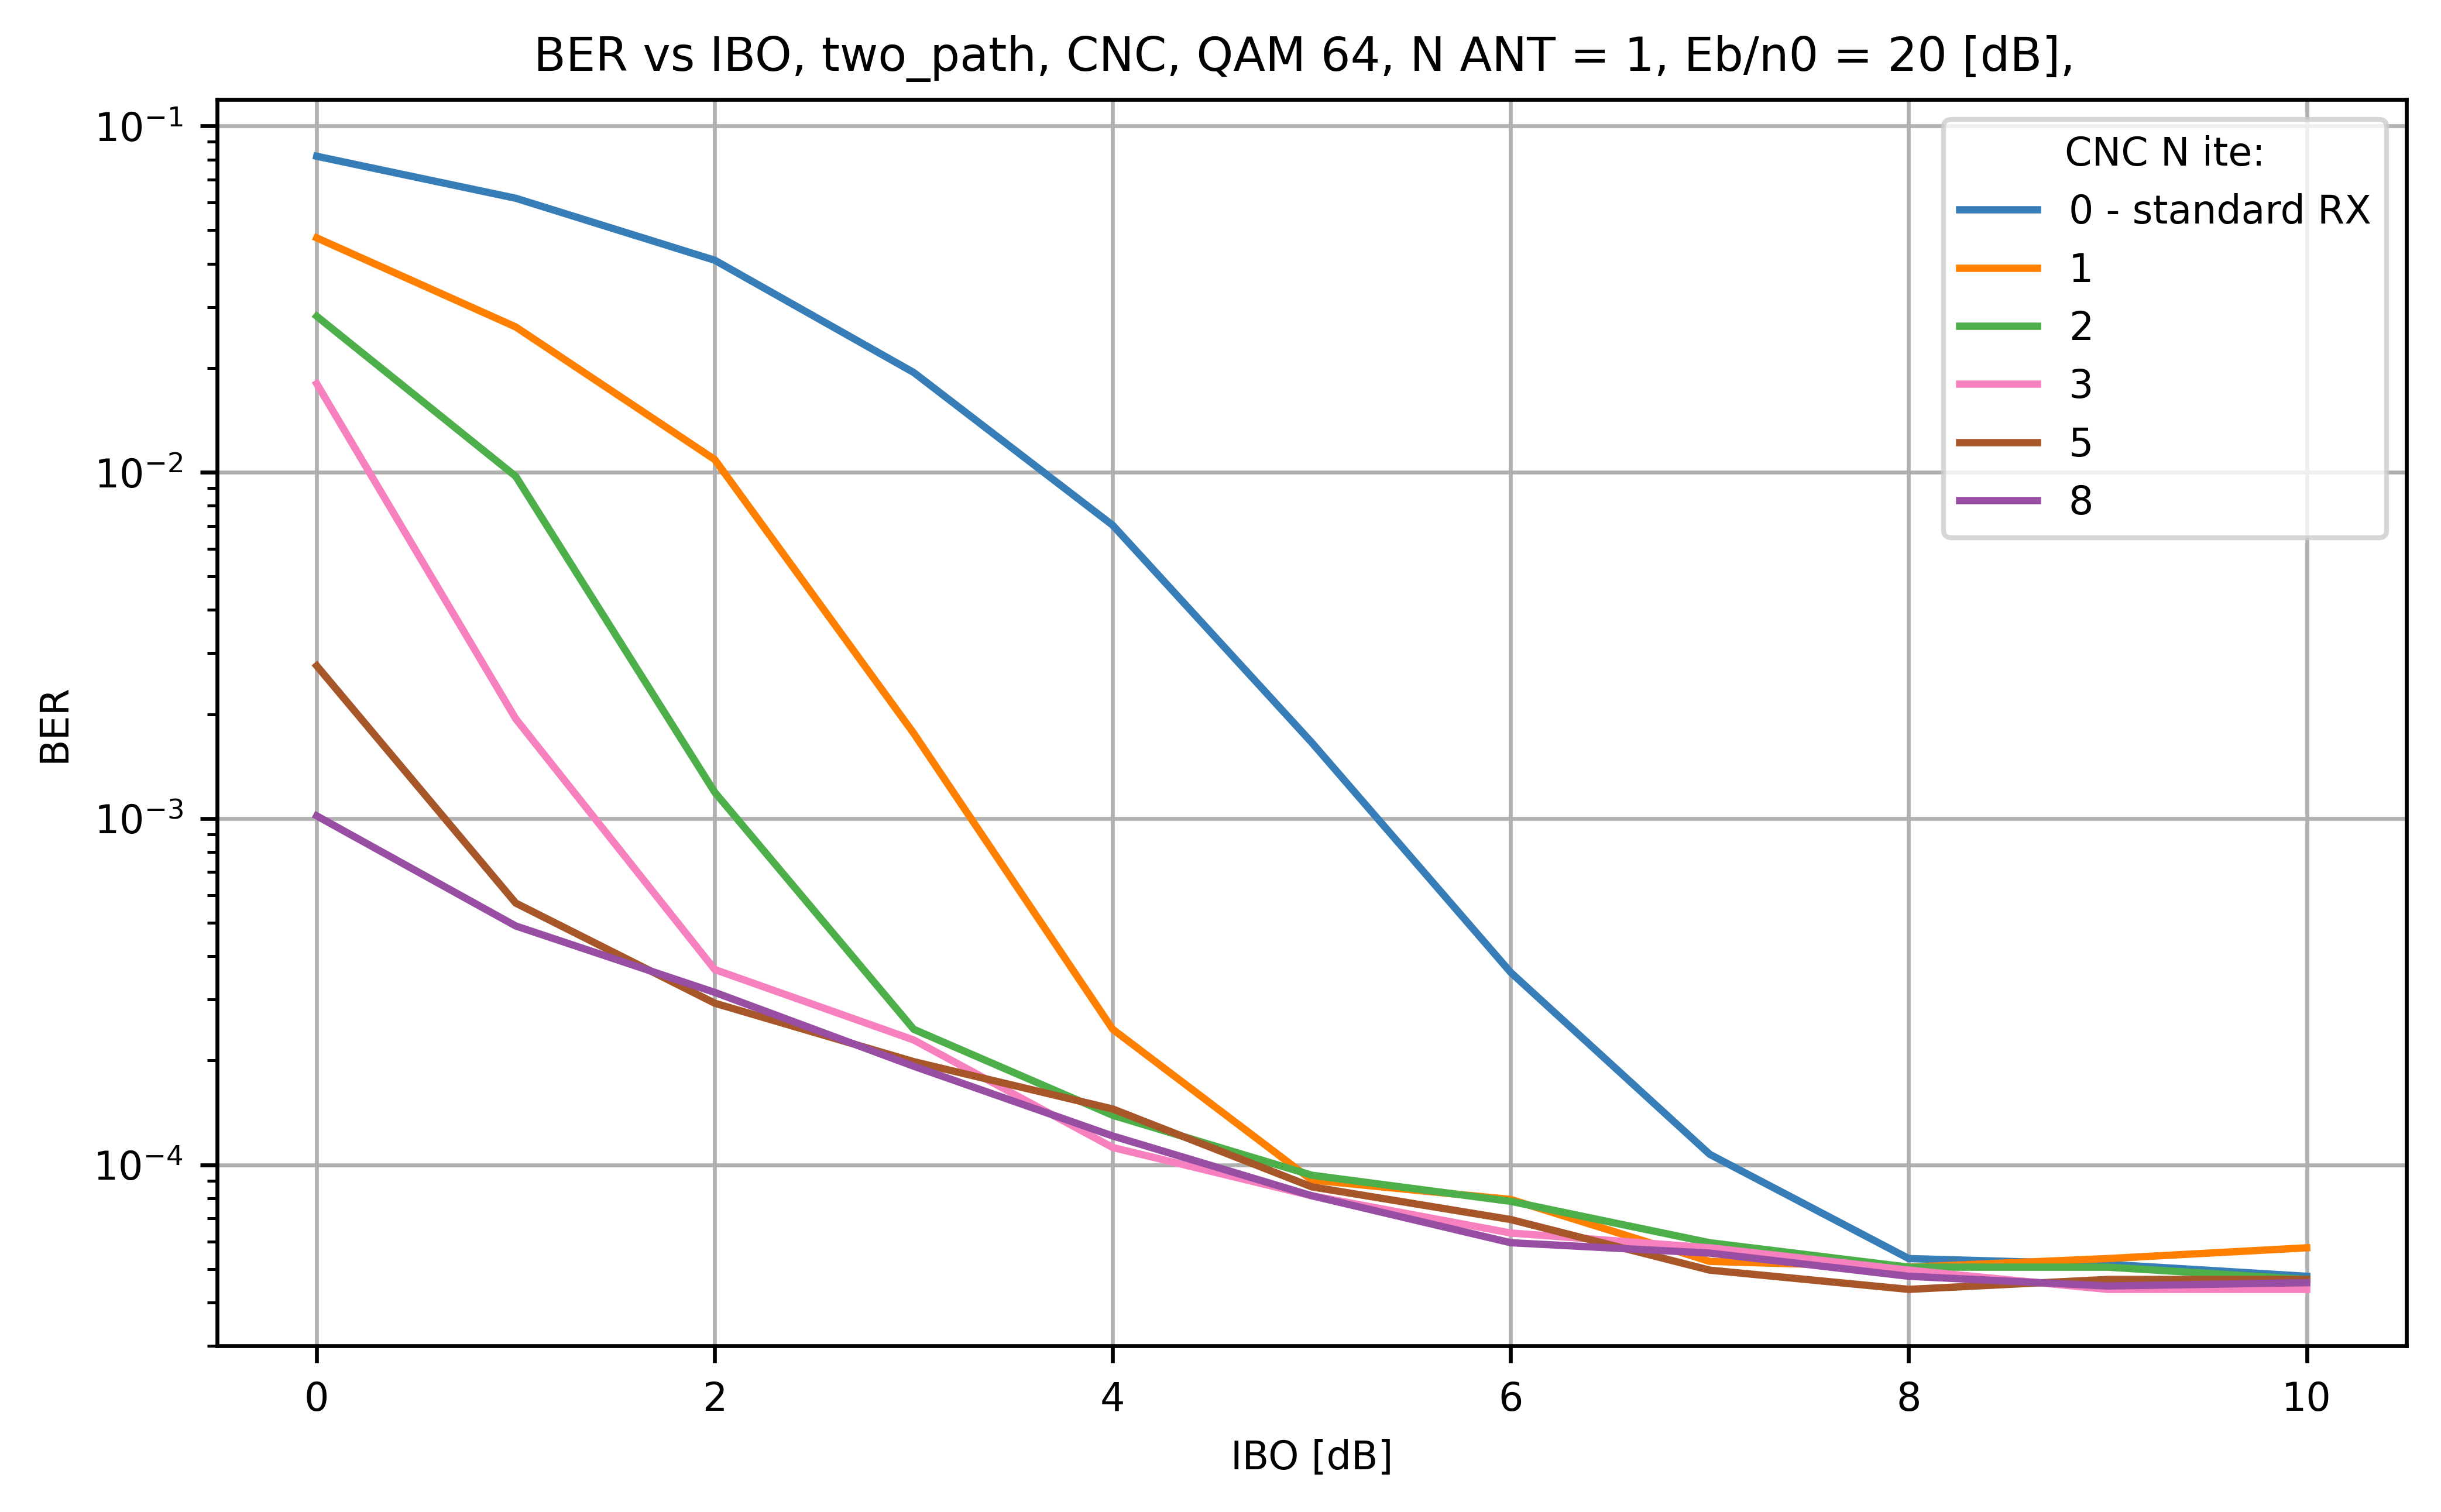 BER vs IBO, two_path, CNC, QAM 64, N ANT = 1, Eb/n0 = 20 [dB],
CNC N ite:
0 - standard RX
1
2
3
5
8
10⁻¹
10⁻²
10⁻³
10⁻⁴
BER
0 2 4 6 8 10
IBO [dB]